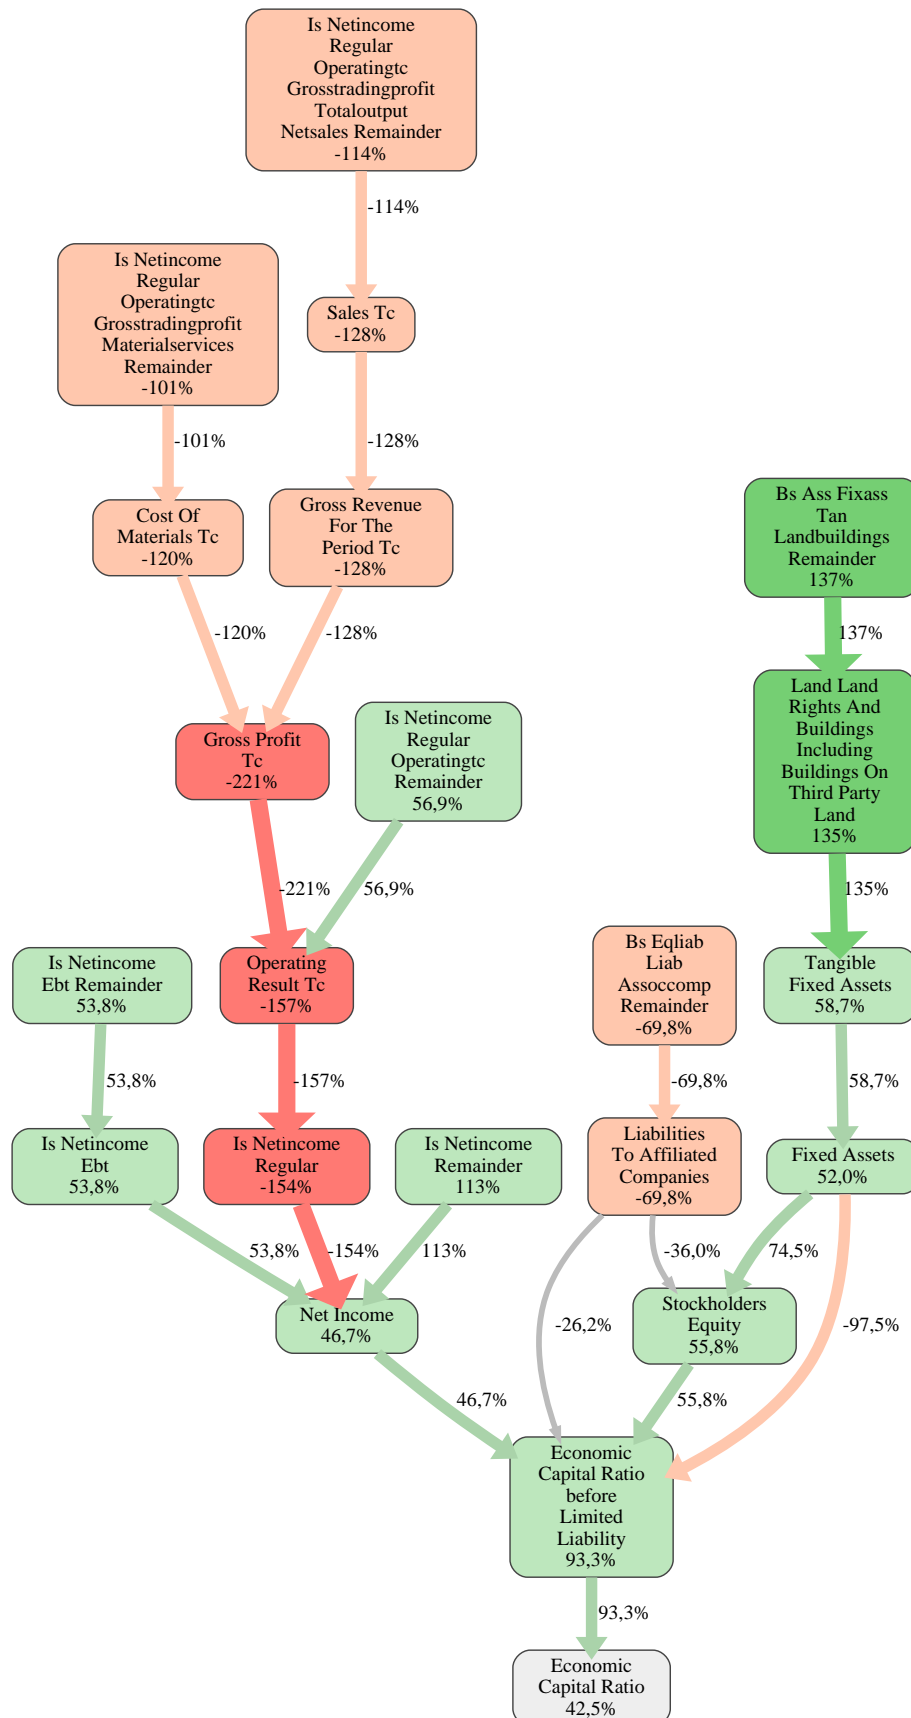 Is Netincome
Regular
Operatingtc
Grosstradingprofit
Totaloutput
Netsales Remainder
-114%
-114%
Is Netincome
Regular
Operatingtc
Grosstradingprofit
Materialservices
Remainder
-101%
Sales Tc
-128%
-101%
-128%
Cost Of
Materials Tc
-120%
Gross Revenue
For The
Period Tc
-128%
Bs Ass Fixass
Tan
Landbuildings
Remainder
137%
-120%
-128%
137%
Gross Profit
Tc
-221%
Is Netincome
Regular
Operatingtc
Remainder
56,9%
Land Land
Rights And
Buildings
Including
Buildings On
Third Party
Land
135%
-221%
56,9%
135%
Is Netincome
Ebt Remainder
53,8%
Operating
Result Tc
-157%
Bs Eqliab
Liab
Assoccomp
Remainder
-69,8%
Tangible
Fixed Assets
58,7%
53,8%
-157%
-69,8%
58,7%
Is Netincome
Ebt
53,8%
Is Netincome
Regular
-154%
Is Netincome
Remainder
113%
Liabilities
To Affiliated
Companies
-69,8%
Fixed Assets
52,0%
53,8%
-154%
113%
-36,0%
74,5%
Net Income
46,7%
-26,2%
Stockholders
Equity
55,8%
-97,5%
46,7%
55,8%
Economic
Capital Ratio
before
Limited
Liability
93,3%
93,3%
Economic
Capital Ratio
42,5%